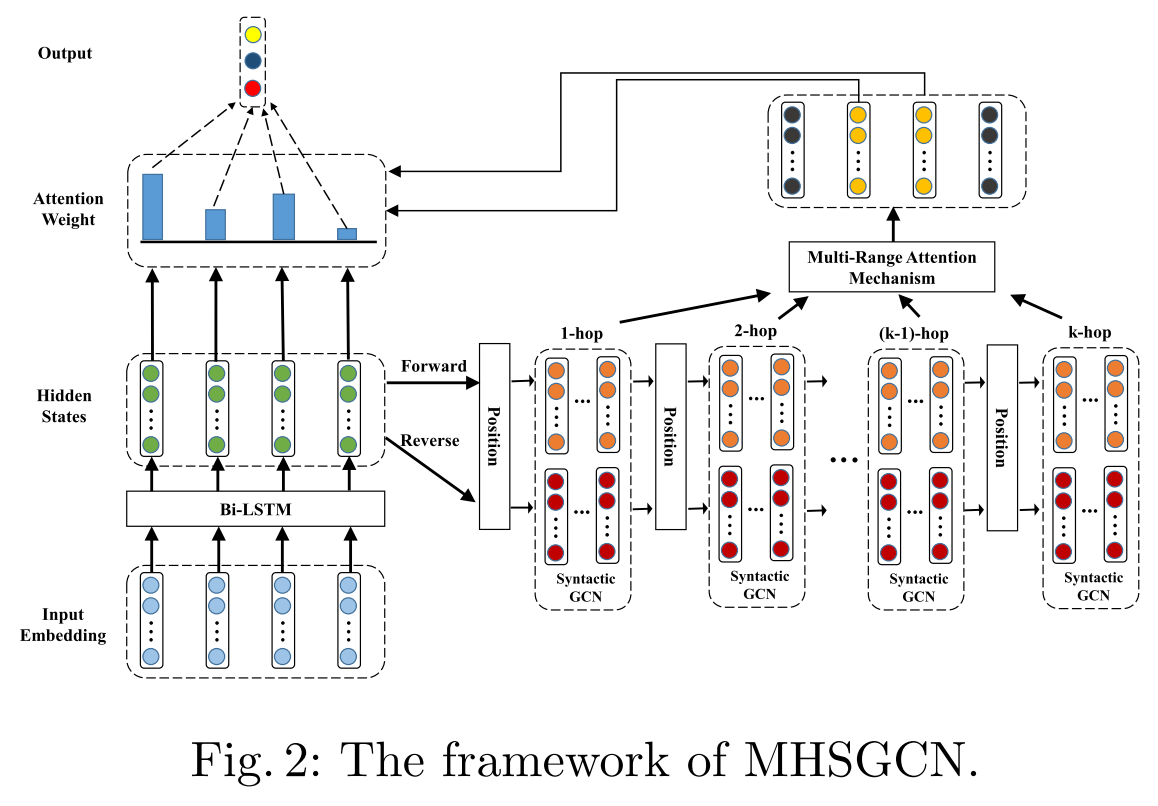 Output
Attention
Weight
Multi-Range Attention
Mechanism
1-hop
2-hop
(k-1)-hop
k-hop
Hidden
States
Forward
Reverse
Position
...
Position
...
...
...
Position
...
Bi-LSTM
...
...
...
...
Syntactic
GCN
Syntactic
GCN
Syntactic
GCN
Syntactic
GCN
Input
Embedding
Fig. 2: The framework of MHSGCN.